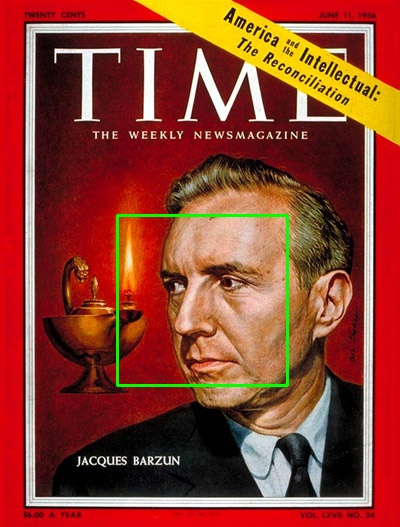 TWENTY CENTS
JUNE 11, 1956
America and the Intellectual:
The Reconciliation
TIME
THE WEEKLY NEWSMAGAZINE
JACQUES BARZUN
$6.00 A YEAR
VOL. LXVII NO. 24